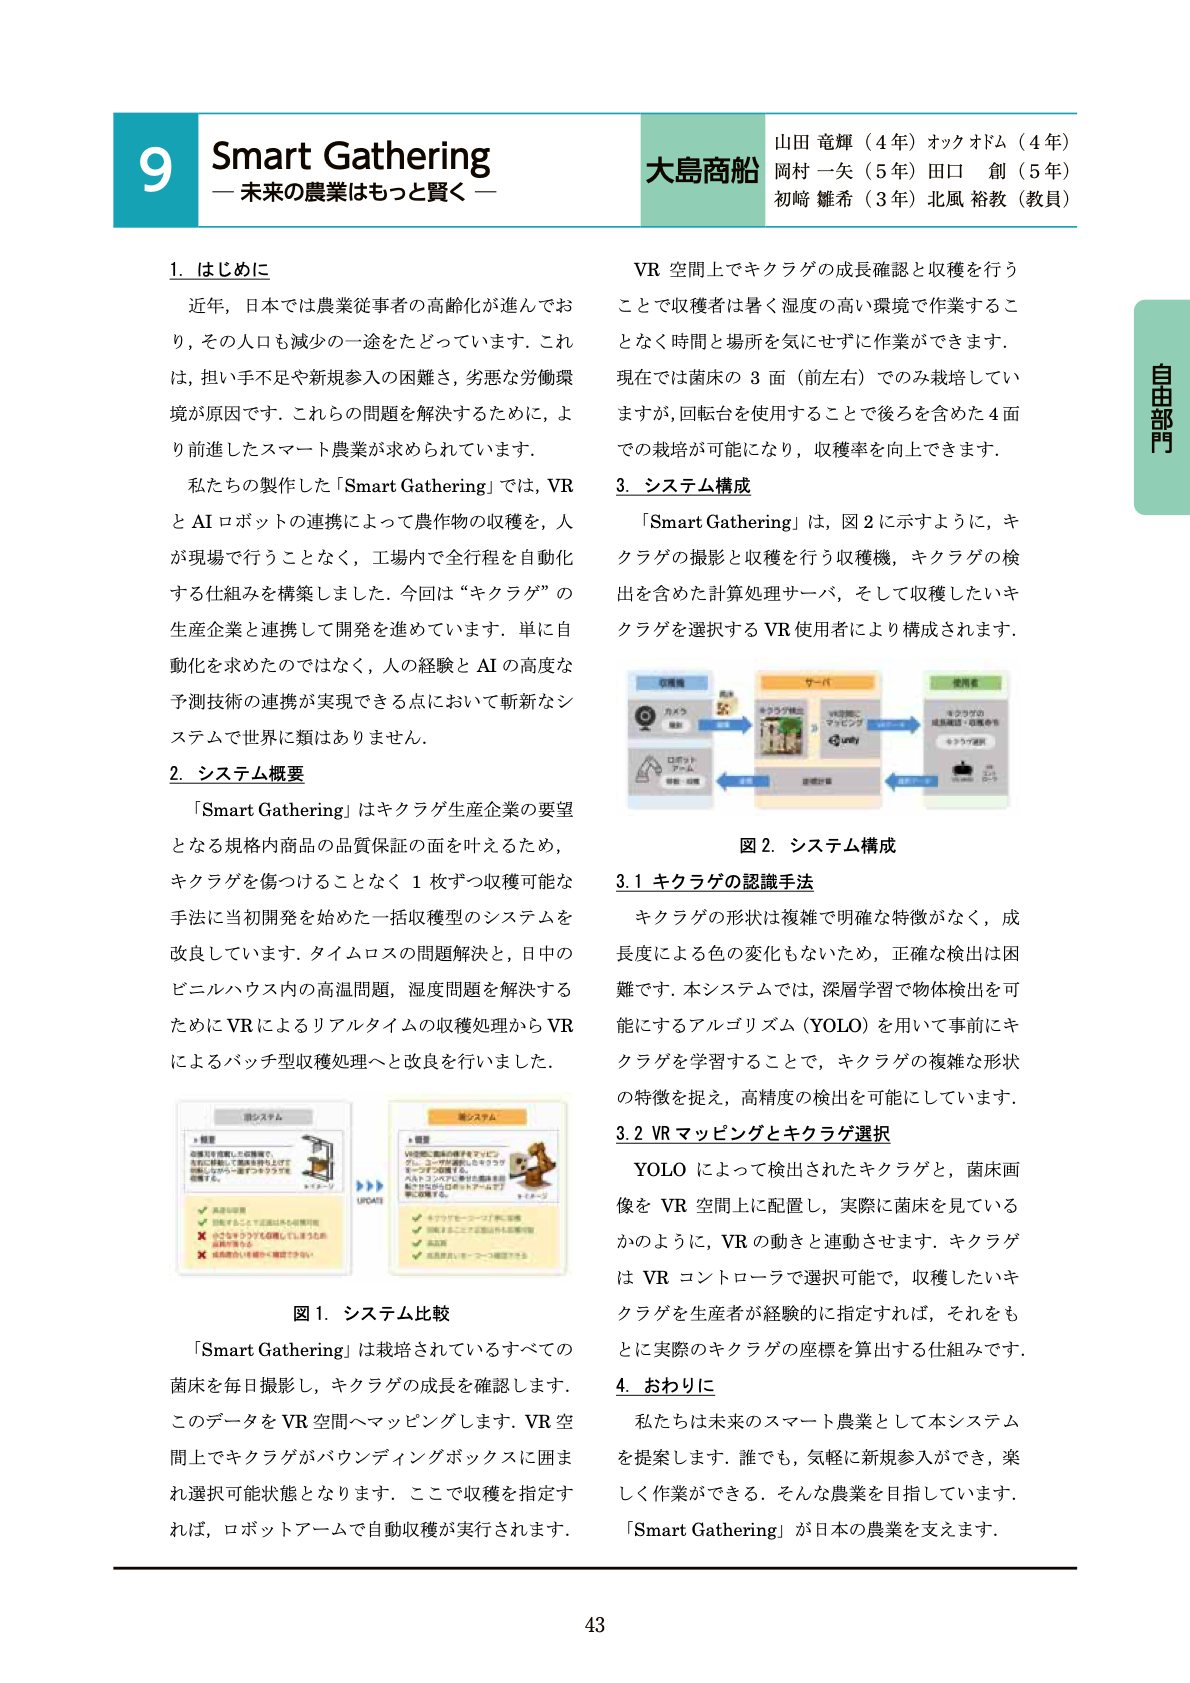 9
Smart Gathering
― 未来の農業はもっと賢く ―
大島商船
山田 竜輝（４年）オック オドム（４年）
岡村 一矢（５年）田口　創（５年）
初﨑 雛希（３年）北風 裕教（教員）
自由部門
1. はじめに
近年，日本では農業従事者の高齢化が進んでお
り，その人口も減少の一途をたどっています．これ
は，担い手不足や新規参入の困難さ，劣悪な労働環
境が原因です．これらの問題を解決するために，よ
り前進したスマート農業が求められています．
私たちの製作した「Smart Gathering」では，VR
と AI ロボットの連携によって農作物の収穫を，人
が現場で行うことなく，工場内で全行程を自動化
する仕組みを構築しました．今回は “キクラゲ” の
生産企業と連携して開発を進めています．単に自
動化を求めたのではなく，人の経験と AI の高度な
予測技術の連携が実現できる点において斬新なシ
ステムで世界に類はありません．
2. システム概要
「Smart Gathering」はキクラゲ生産企業の要望
となる規格内商品の品質保証の面を叶えるため，
キクラゲを傷つけることなく 1 枚ずつ収穫可能な
手法に当初開発を始めた一括収穫型のシステムを
改良しています．タイムロスの問題解決と，日中の
ビニルハウス内の高温問題，湿度問題を解決する
ために VR によるリアルタイムの収穫処理から VR
によるバッチ型収穫処理へと改良を行いました．
旧システム
概要
新システム
概要
UPDATE
図 1. システム比較
「Smart Gathering」は栽培されているすべての
菌床を毎日撮影し，キクラゲの成長を確認します．
このデータを VR 空間へマッピングします．VR 空
間上でキクラゲがバウンディングボックスに囲ま
れ選択可能状態となります．ここで収穫を指定す
れば，ロボットアームで自動収穫が実行されます．
VR 空間上でキクラゲの成長確認と収穫を行う
ことで収穫者は暑く湿度の高い環境で作業するこ
となく時間と場所を気にせずに作業ができます．
現在では菌床の 3 面（前左右）でのみ栽培してい
ますが，回転台を使用することで後ろを含めた 4 面
での栽培が可能になり，収穫率を向上できます．
3. システム構成
「Smart Gathering」は，図 2 に示すように，キ
クラゲの撮影と収穫を行う収穫機，キクラゲの検
出を含めた計算処理サーバ，そして収穫したいキ
クラゲを選択する VR 使用者により構成されます．
収穫機
サーバ
使用者
カメラ
キクラゲ検出
VR空間に
マッピング
unity
ロボット
アーム
座標計算
図 2. システム構成
3.1 キクラゲの認識手法
キクラゲの形状は複雑で明確な特徴がなく，成
長度による色の変化もないため，正確な検出は困
難です．本システムでは，深層学習で物体検出を可
能にするアルゴリズム（YOLO）を用いて事前にキ
クラゲを学習することで，キクラゲの複雑な形状
の特徴を捉え，高精度の検出を可能にしています．
3.2 VR マッピングとキクラゲ選択
YOLO によって検出されたキクラゲと，菌床画
像を VR 空間上に配置し，実際に菌床を見ている
かのように，VR の動きと連動させます．キクラゲ
は VR コントローラで選択可能で，収穫したいキ
クラゲを生産者が経験的に指定すれば，それをも
とに実際のキクラゲの座標を算出する仕組みです．
4. おわりに
私たちは未来のスマート農業として本システム
を提案します．誰でも，気軽に新規参入ができ，楽
しく作業ができる．そんな農業を目指しています．
「Smart Gathering」が日本の農業を支えます．
43